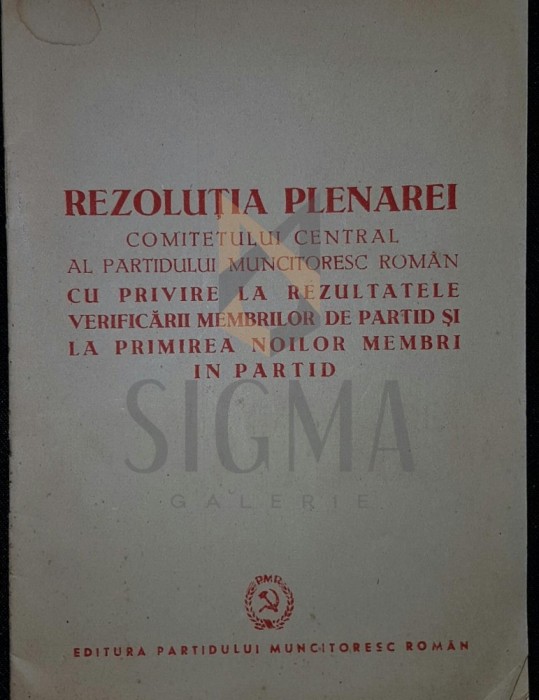 REZOLUȚIA PLENAREI
COMITETULUI CENTRAL
AL PARTIDULUI MUNCITORESC ROMÂN
CU PRIVIRE LA REZULTATELE
VERIFICĂRII MEMBRILOR DE PARTID ȘI
LA PRIMIREA NOILOR MEMBRI
IN PARTID
SIGMA
GALERIE
PMR
EDITURA PARTIDULUI MUNCITORESC ROMÂN